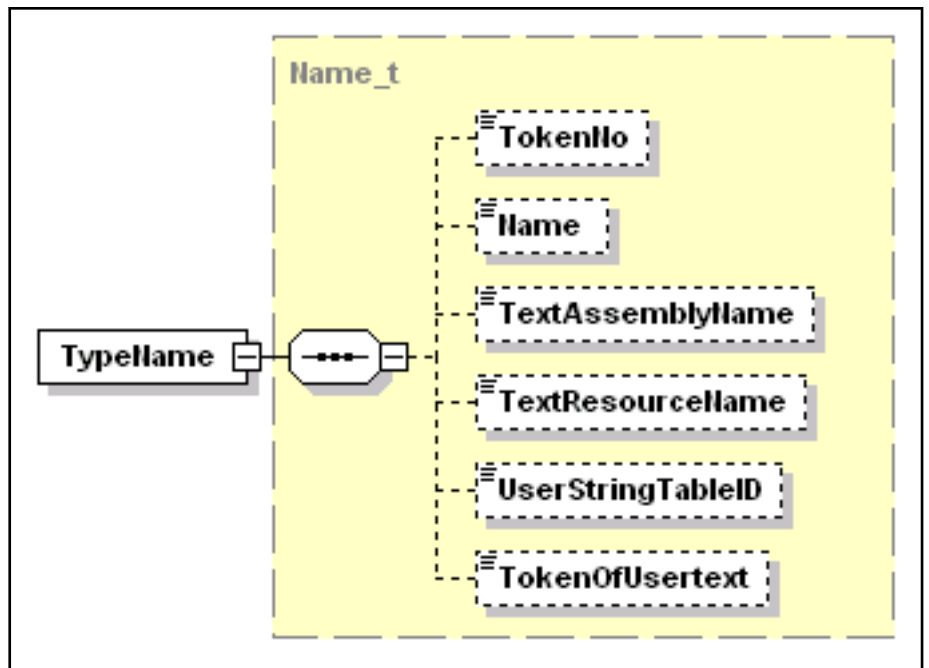 Name_t
TokenNo
Name
TextAssemblyName
TypeName
TextResourceName
UserStringTableID
TokenOfUsertext